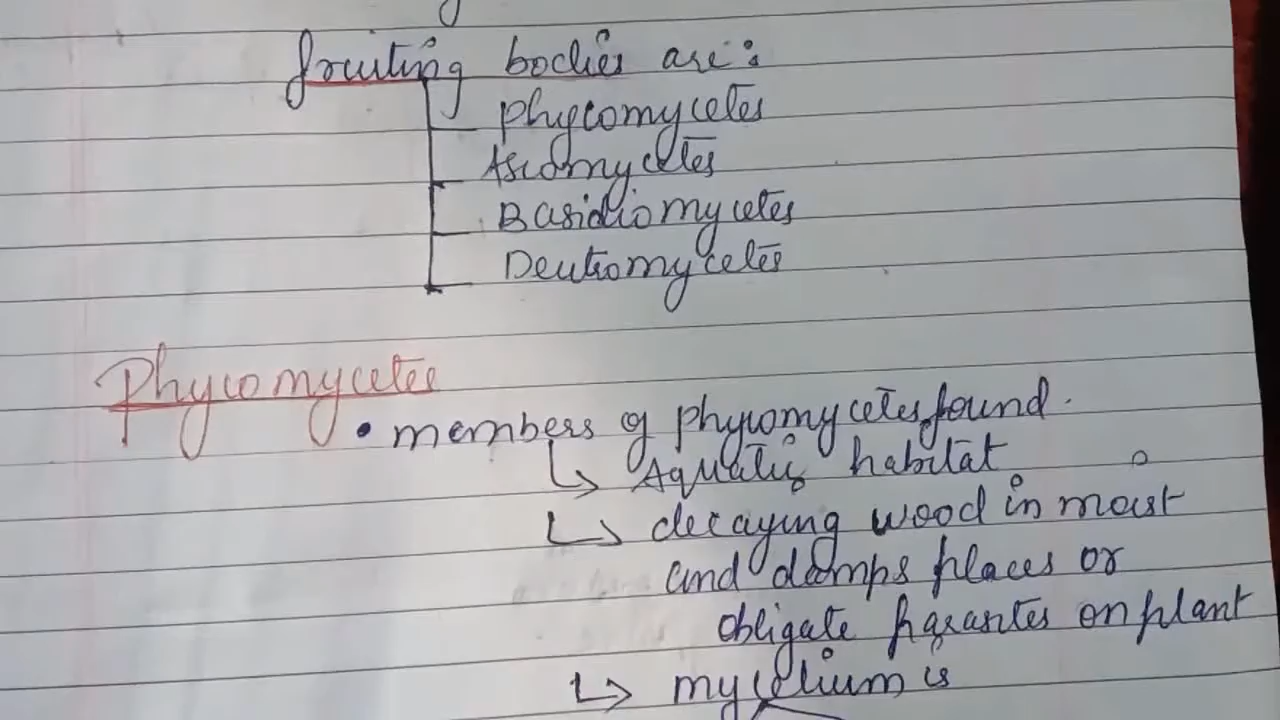 fruiting bodies are:
Phycomycetes
Ascomycetes
Basidiomycetes
Deutromycetes
Phycomycetes
• members of phycomycetes found.
↳ Aquatic habitat
↳ decaying wood in moist
and damps places or
obligate parasites on plant
↳ mycelium is